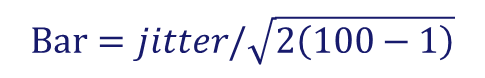 Bar = jitter/√2(100 − 1)